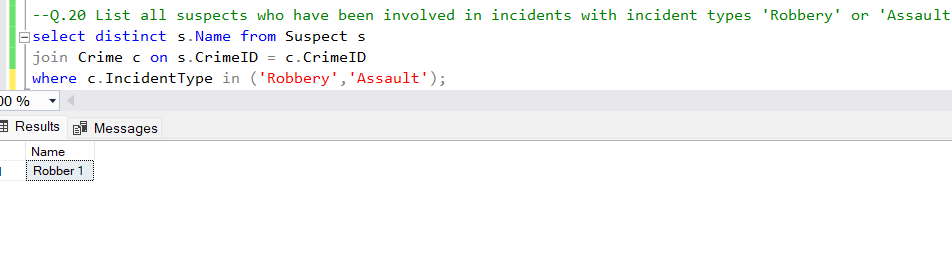 --Q.20 List all suspects who have been involved in incidents with incident types 'Robbery' or 'Assault
select distinct s.Name from Suspect s
join Crime c on s.CrimeID = c.CrimeID
where c.IncidentType in ('Robbery','Assault');
00 %
Results Messages
Name
Robber 1